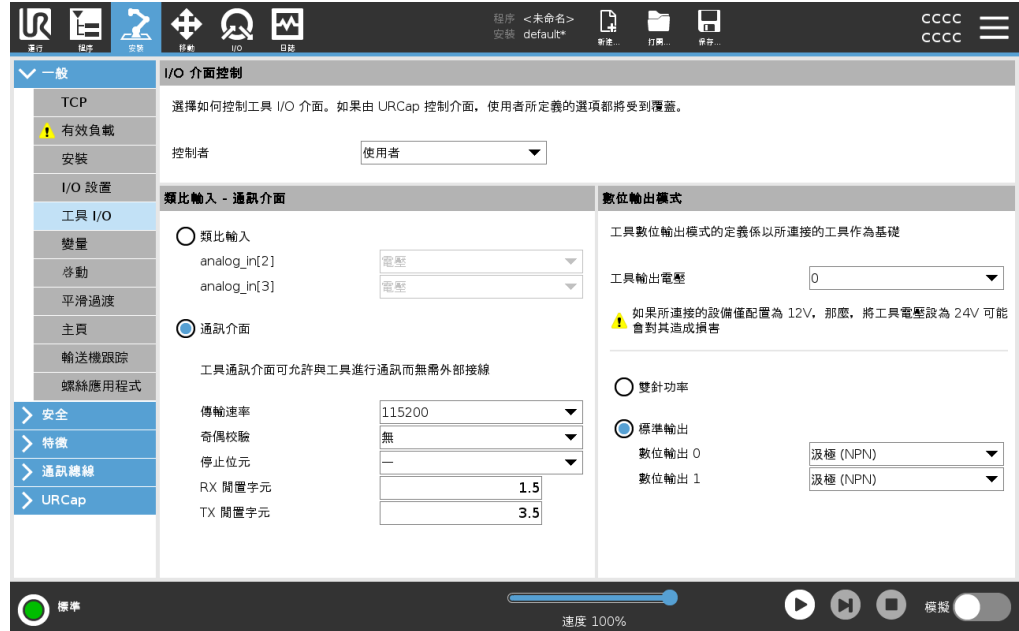 UR
程序 <未命名>
安裝 default*
運行 程序 安裝 移動 I/O 日誌
新建... 打開... 保存...
CCCC
CCCC
一般
TCP
有效負載
安裝
I/O 設置
工具 I/O
變量
啓動
平滑過渡
主頁
輸送機跟踪
螺絲應用程式
安全
特徵
通訊總線
URCap
I/O 介面控制
選擇如何控制工具 I/O 介面。如果由 URCap 控制介面，使用者所定義的選項都將受到覆蓋。
控制者 使用者
類比輸入 - 通訊介面
類比輸入
analog_in[2] 電壓
analog_in[3] 電壓
通訊介面
工具通訊介面可允許與工具進行通訊而無需外部接線
傳輸速率 115200
奇偶校驗 無
停止位元 一
RX 閒置字元 1.5
TX 閒置字元 3.5
數位輸出模式
工具數位輸出模式的定義係以所連接的工具作為基礎
工具輸出電壓 0
如果所連接的設備僅配置為 12V，那麼，將工具電壓設為 24V 可能
會對其造成損害
雙針功率
標準輸出
數位輸出 0 汲極 (NPN)
數位輸出 1 汲極 (NPN)
標準
速度 100%
模擬